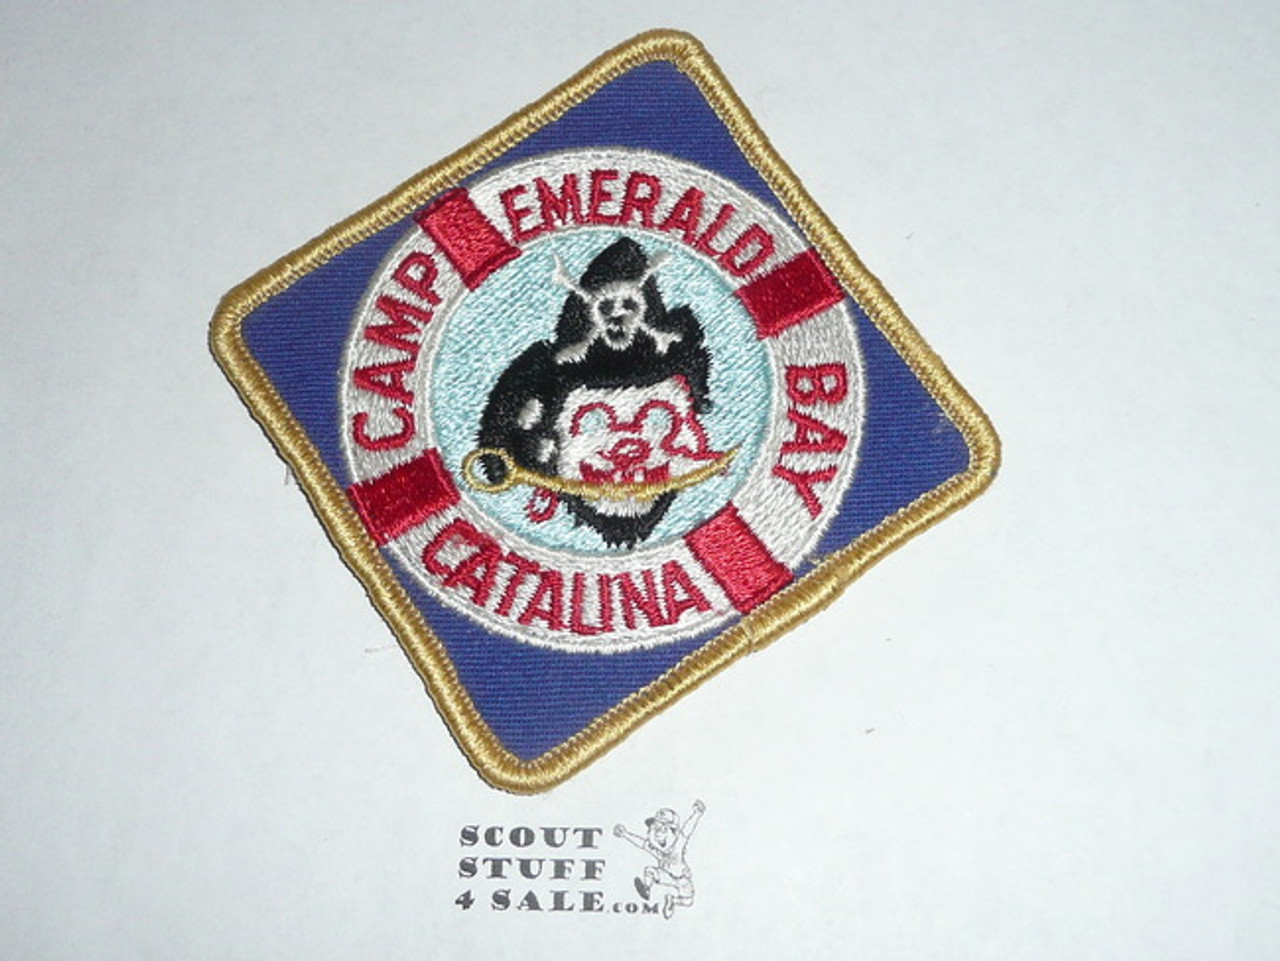 CAMP
EMERALD
BAY
CATALINA
SCOUT
STUFF
4 SALE.COM